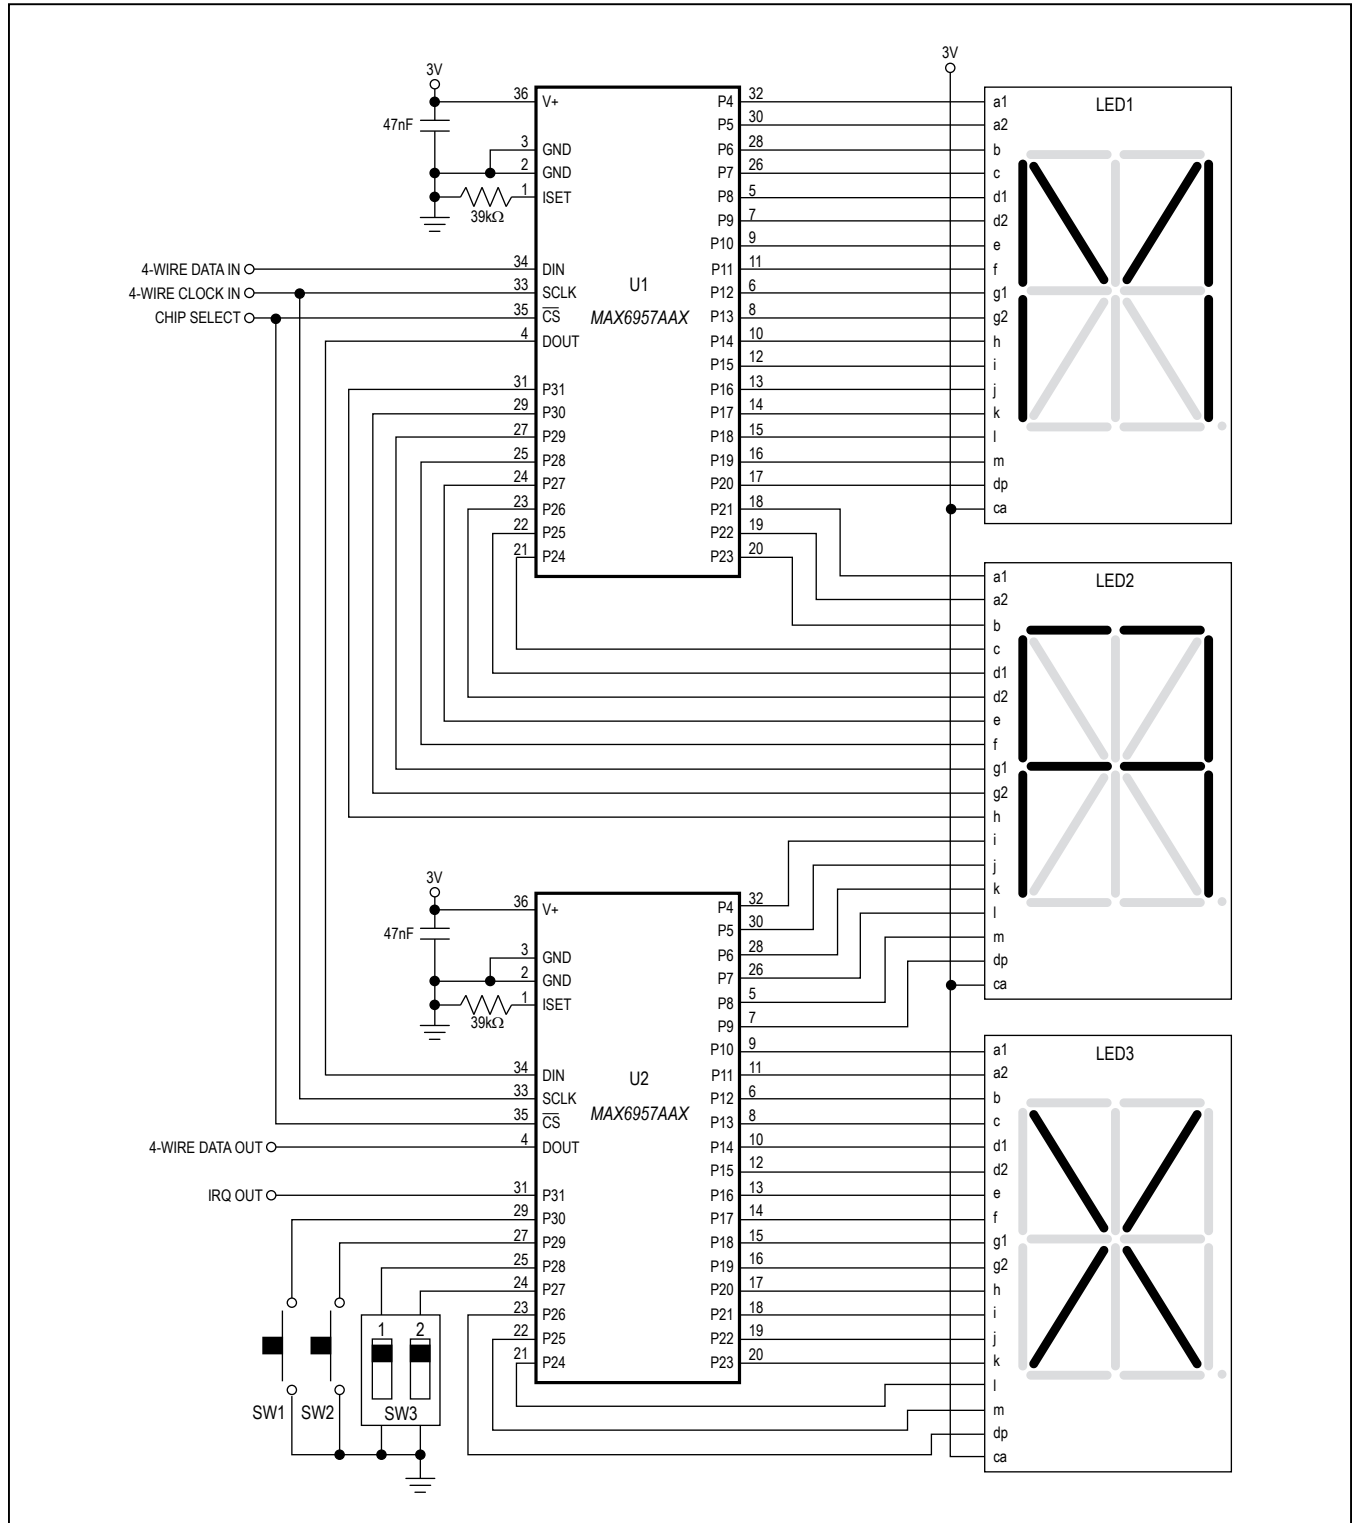 3V
3V
36 V+
47nF
3 GND
2 GND
1 ISET
39kΩ
4-WIRE DATA IN 34 DIN
4-WIRE CLOCK IN 33 SCLK
CHIP SELECT 35 CS
4 DOUT
31 P31
29 P30
27 P29
25 P28
24 P27
23 P26
22 P25
21 P24
U1
MAX6957AAX
P4 32
P5 30
P6 28
P7 26
P8 5
P9 7
P10 9
P11 11
P12 6
P13 8
P14 10
P15 12
P16 13
P17 14
P18 15
P19 16
P20 17
P21 18
P22 19
P23 20
LED1
a1
a2
b
c
d1
d2
e
f
g1
g2
h
i
j
k
l
m
dp
ca
LED2
a1
a2
b
c
d1
d2
e
f
g1
g2
h
i
j
k
l
m
dp
ca
3V
36 V+
47nF
3 GND
2 GND
1 ISET
39kΩ
34 DIN
33 SCLK
35 CS
4-WIRE DATA OUT 4 DOUT
IRQ OUT 31 P31
29 P30
27 P29
25 P28
24 P27
23 P26
22 P25
21 P24
U2
MAX6957AAX
P4 32
P5 30
P6 28
P7 26
P8 5
P9 7
P10 9
P11 11
P12 6
P13 8
P14 10
P15 12
P16 13
P17 14
P18 15
P19 16
P20 17
P21 18
P22 19
P23 20
LED3
a1
a2
b
c
d1
d2
e
f
g1
g2
h
i
j
k
l
m
dp
ca
1 2
SW1 SW2 SW3